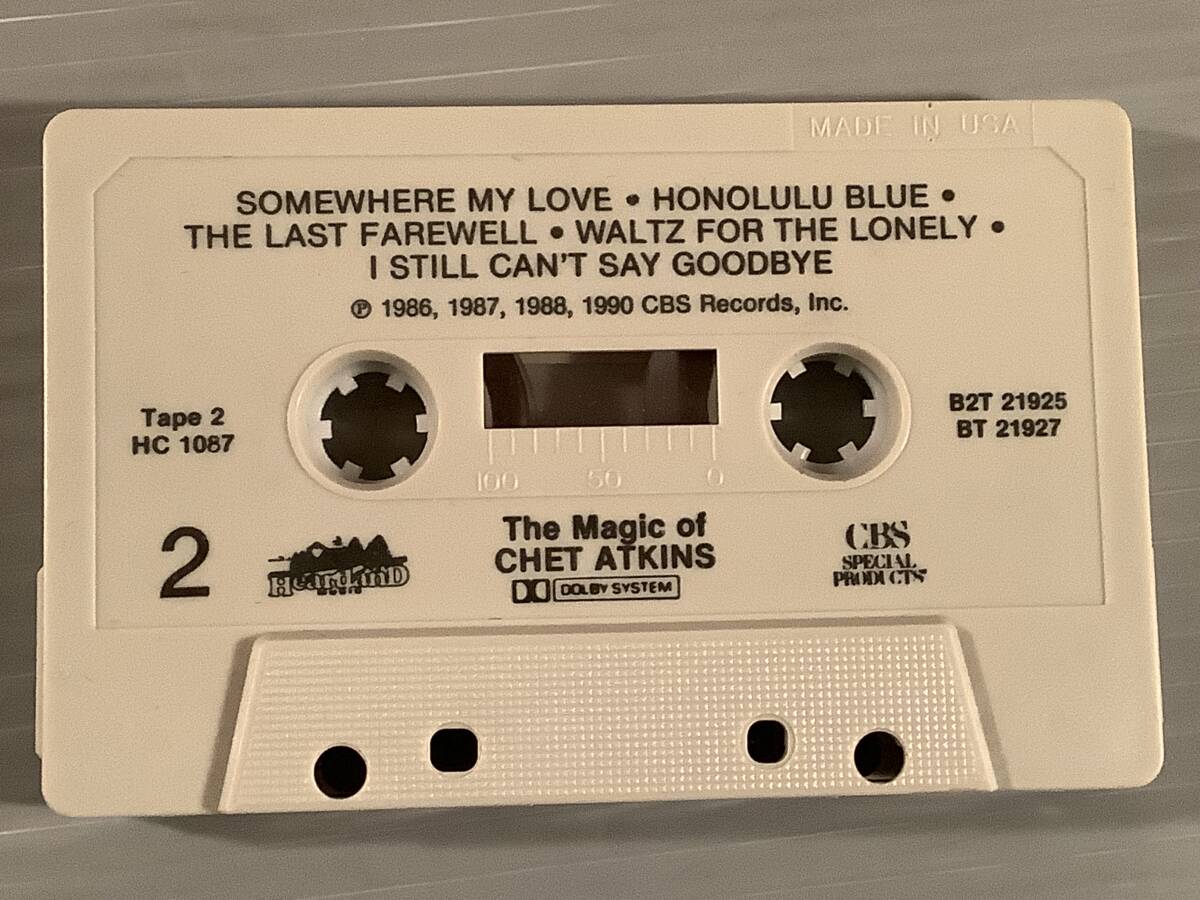 MADE IN USA
SOMEWHERE MY LOVE • HONOLULU BLUE •
THE LAST FAREWELL • WALTZ FOR THE LONELY •
I STILL CAN'T SAY GOODBYE
℗ 1986, 1987, 1988, 1990 CBS Records, Inc.
Tape 2
HC 1087
B2T 21925
BT 21927
100 50 0
2
HeartLanD
The Magic of
CHET ATKINS
DOLBY SYSTEM
CBS
SPECIAL
PRODUCTS™